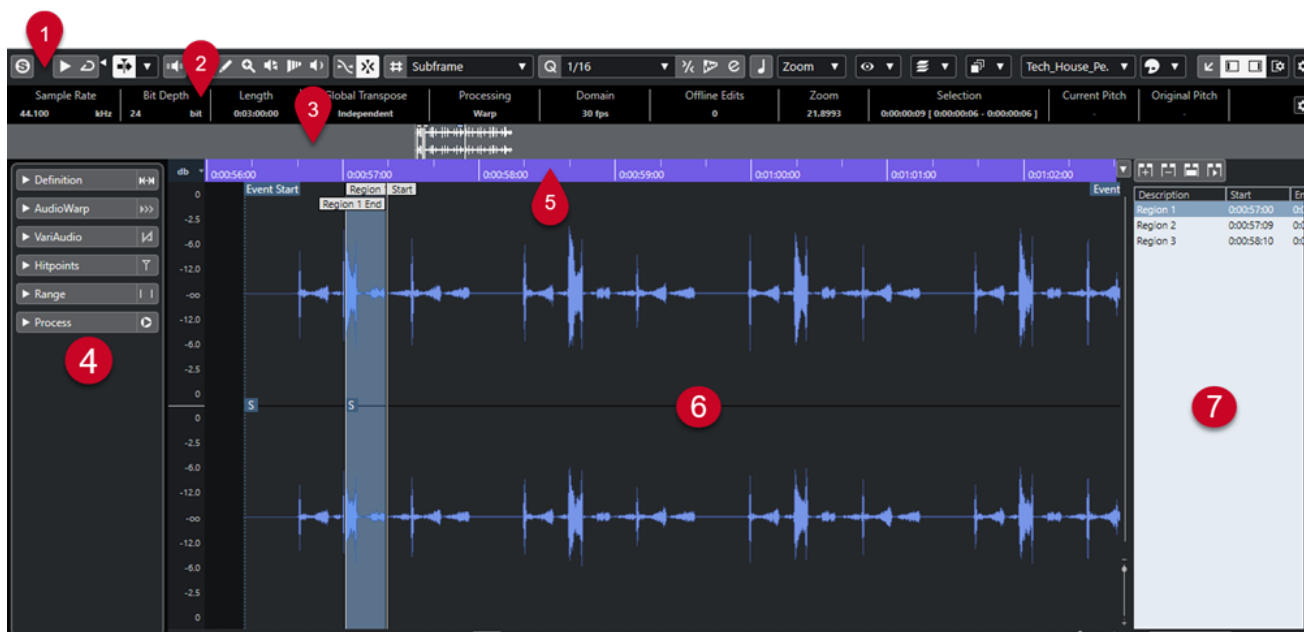 1
S Subframe Q 1/16 Zoom Tech_House_Pe.
2
Sample Rate Bit Depth Length Global Transpose Processing Domain Offline Edits Zoom Selection Current Pitch Original Pitch
44.100 kHz 24 bit 0:03:00:00 Independent Warp 30 fps 0 21.8993 0:00:00:09 [ 0:00:00:06 - 0:00:00:06 ] - -
3
Definition
AudioWarp
VariAudio
Hitpoints
Range
Process
4
db 0:00:56:00 0:00:57:00 0:00:58:00 0:00:59:00 0:01:00:00 0:01:01:00 0:01:02:00
5
Event Start Region Start Event
Region 1 End
0
-2.5
-6.0
-12.0
-oo
-12.0
-6.0
-2.5
0
S S
6
0
-2.5
-6.0
-12.0
-oo
-12.0
-6.0
-2.5
0
Description Start En
Region 1 0:00:57:00 0:0
Region 2 0:00:57:09 0:0
Region 3 0:00:58:10 0:0
7